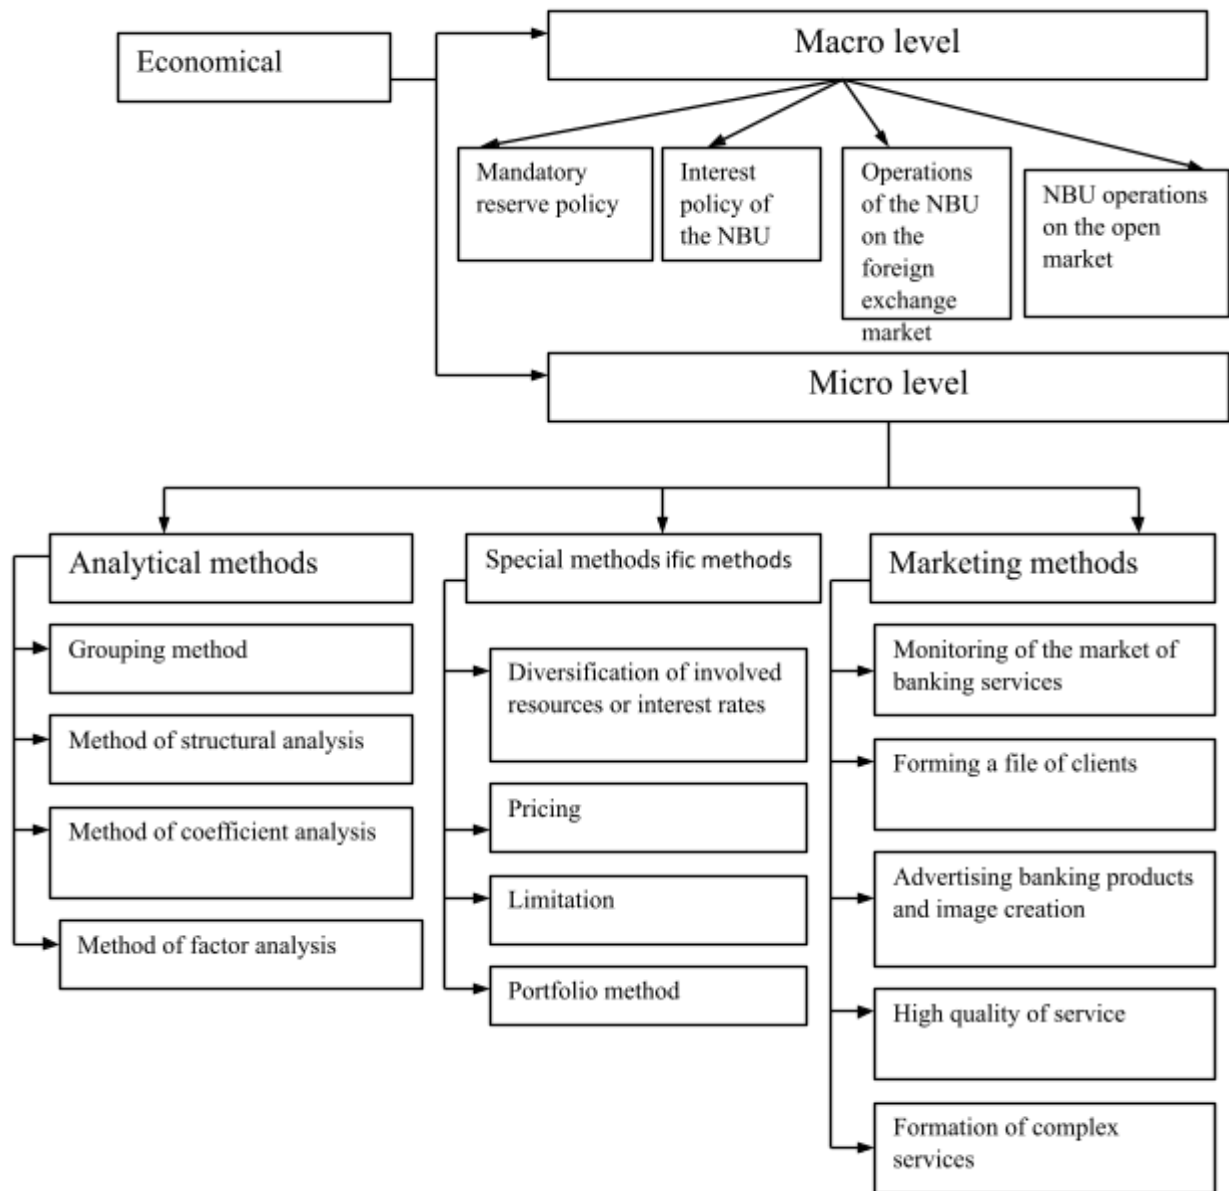 Economical
Macro level
Mandatory
reserve policy
Interest
policy of
the NBU
Operations
of the NBU
on the
foreign
exchange
market
NBU operations
on the open
market
Micro level
Analytical methods
Grouping method
Method of structural analysis
Method of coefficient analysis
Method of factor analysis
Special methods ific methods
Diversification of involved
resources or interest rates
Pricing
Limitation
Portfolio method
Marketing methods
Monitoring of the market of
banking services
Forming a file of clients
Advertising banking products
and image creation
High quality of service
Formation of complex
services